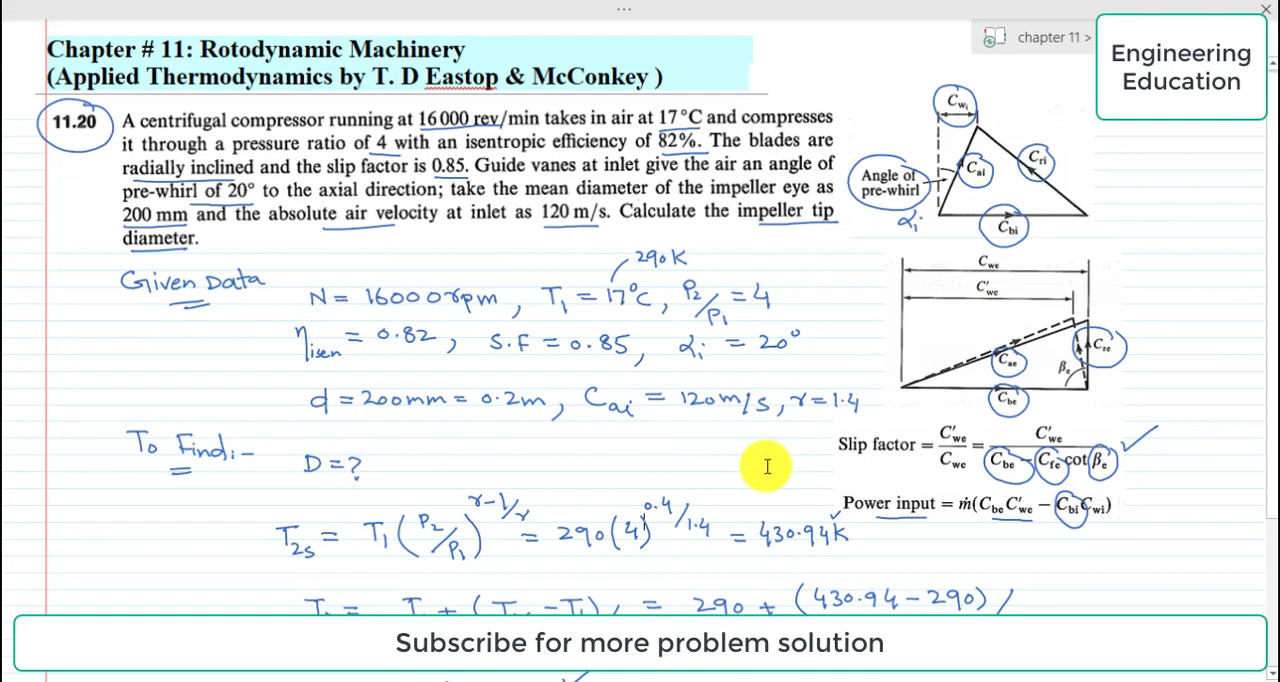 Chapter # 11: Rotodynamic Machinery
(Applied Thermodynamics by T. D Eastop & McConkey )
chapter 11 >
Engineering
Education
11.20 A centrifugal compressor running at 16 000 rev/min takes in air at 17 °C and compresses
it through a pressure ratio of 4 with an isentropic efficiency of 82%. The blades are
radially inclined and the slip factor is 0.85. Guide vanes at inlet give the air an angle of
pre-whirl of 20° to the axial direction; take the mean diameter of the impeller eye as
200 mm and the absolute air velocity at inlet as 120 m/s. Calculate the impeller tip
diameter.
Cwi
Cri
Cai
Angle of
pre-whirl
αi
Cbi
Given Data
290K
N = 16000rpm , T1 = 17°C, P2/P1 = 4
ηisen = 0.82 , S.F = 0.85, αi = 20°
d = 200mm = 0.2m, Cai = 120m/s, γ = 1.4
Cwe
C'we
Cre
Cae
βe
Cbe
To Find:-
D = ?
Slip factor = C'we/Cwe = C'we/(Cbe − Cfe cot βe)
Power input = ṁ(Cbe C'we − Cbi Cwi)
T2s = T1 (P2/P1)^γ-1/γ = 290(4)^0.4/1.4 = 430.94K
= 290 + (430.94 - 290)/
Subscribe for more problem solution